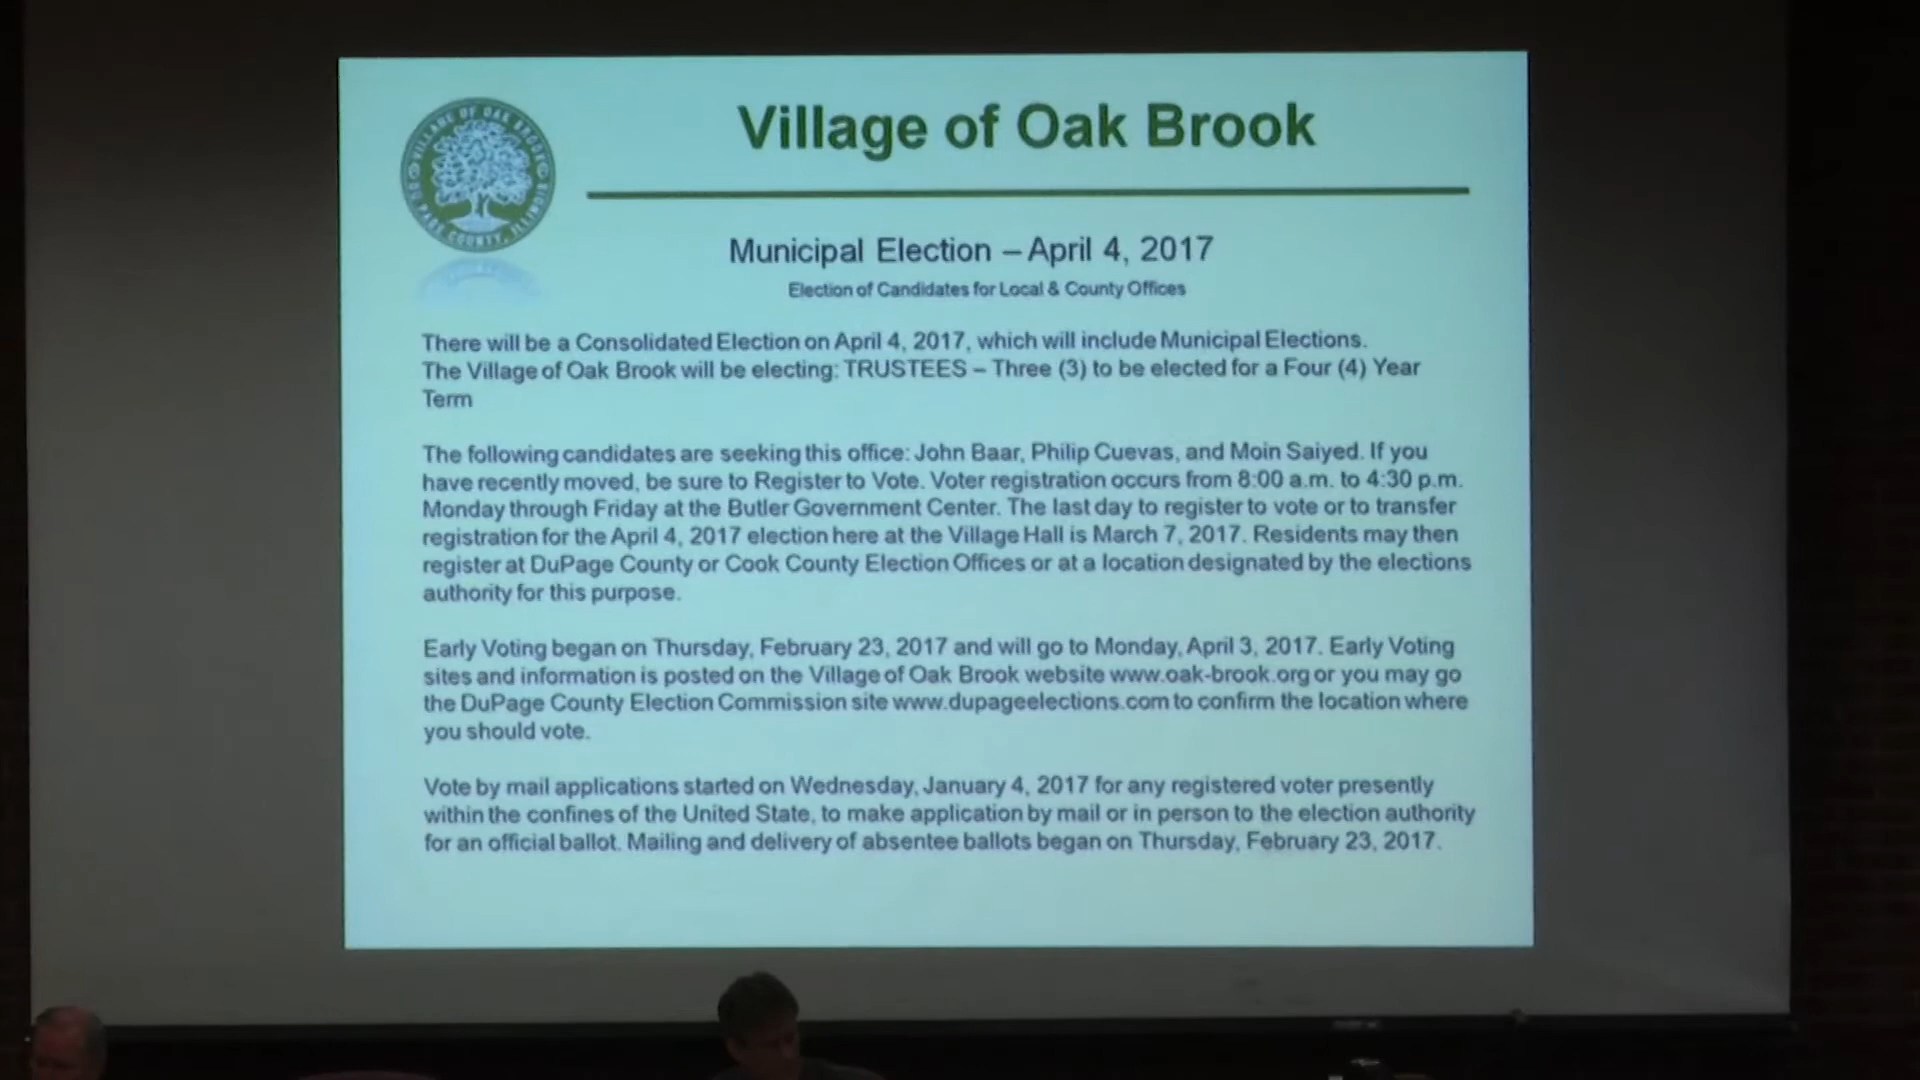 VILLAGE OF OAK BROOK
DU PAGE COUNTY, ILLINOIS
Village of Oak Brook
Municipal Election – April 4, 2017
Election of Candidates for Local & County Offices
There will be a Consolidated Election on April 4, 2017, which will include Municipal Elections.
The Village of Oak Brook will be electing: TRUSTEES – Three (3) to be elected for a Four (4) Year
Term
The following candidates are seeking this office: John Baar, Philip Cuevas, and Moin Saiyed. If you
have recently moved, be sure to Register to Vote. Voter registration occurs from 8:00 a.m. to 4:30 p.m.
Monday through Friday at the Butler Government Center. The last day to register to vote or to transfer
registration for the April 4, 2017 election here at the Village Hall is March 7, 2017. Residents may then
register at DuPage County or Cook County Election Offices or at a location designated by the elections
authority for this purpose.
Early Voting began on Thursday, February 23, 2017 and will go to Monday, April 3, 2017. Early Voting
sites and information is posted on the Village of Oak Brook website www.oak-brook.org or you may go
the DuPage County Election Commission site www.dupageelections.com to confirm the location where
you should vote.
Vote by mail applications started on Wednesday, January 4, 2017 for any registered voter presently
within the confines of the United State, to make application by mail or in person to the election authority
for an official ballot. Mailing and delivery of absentee ballots began on Thursday, February 23, 2017.